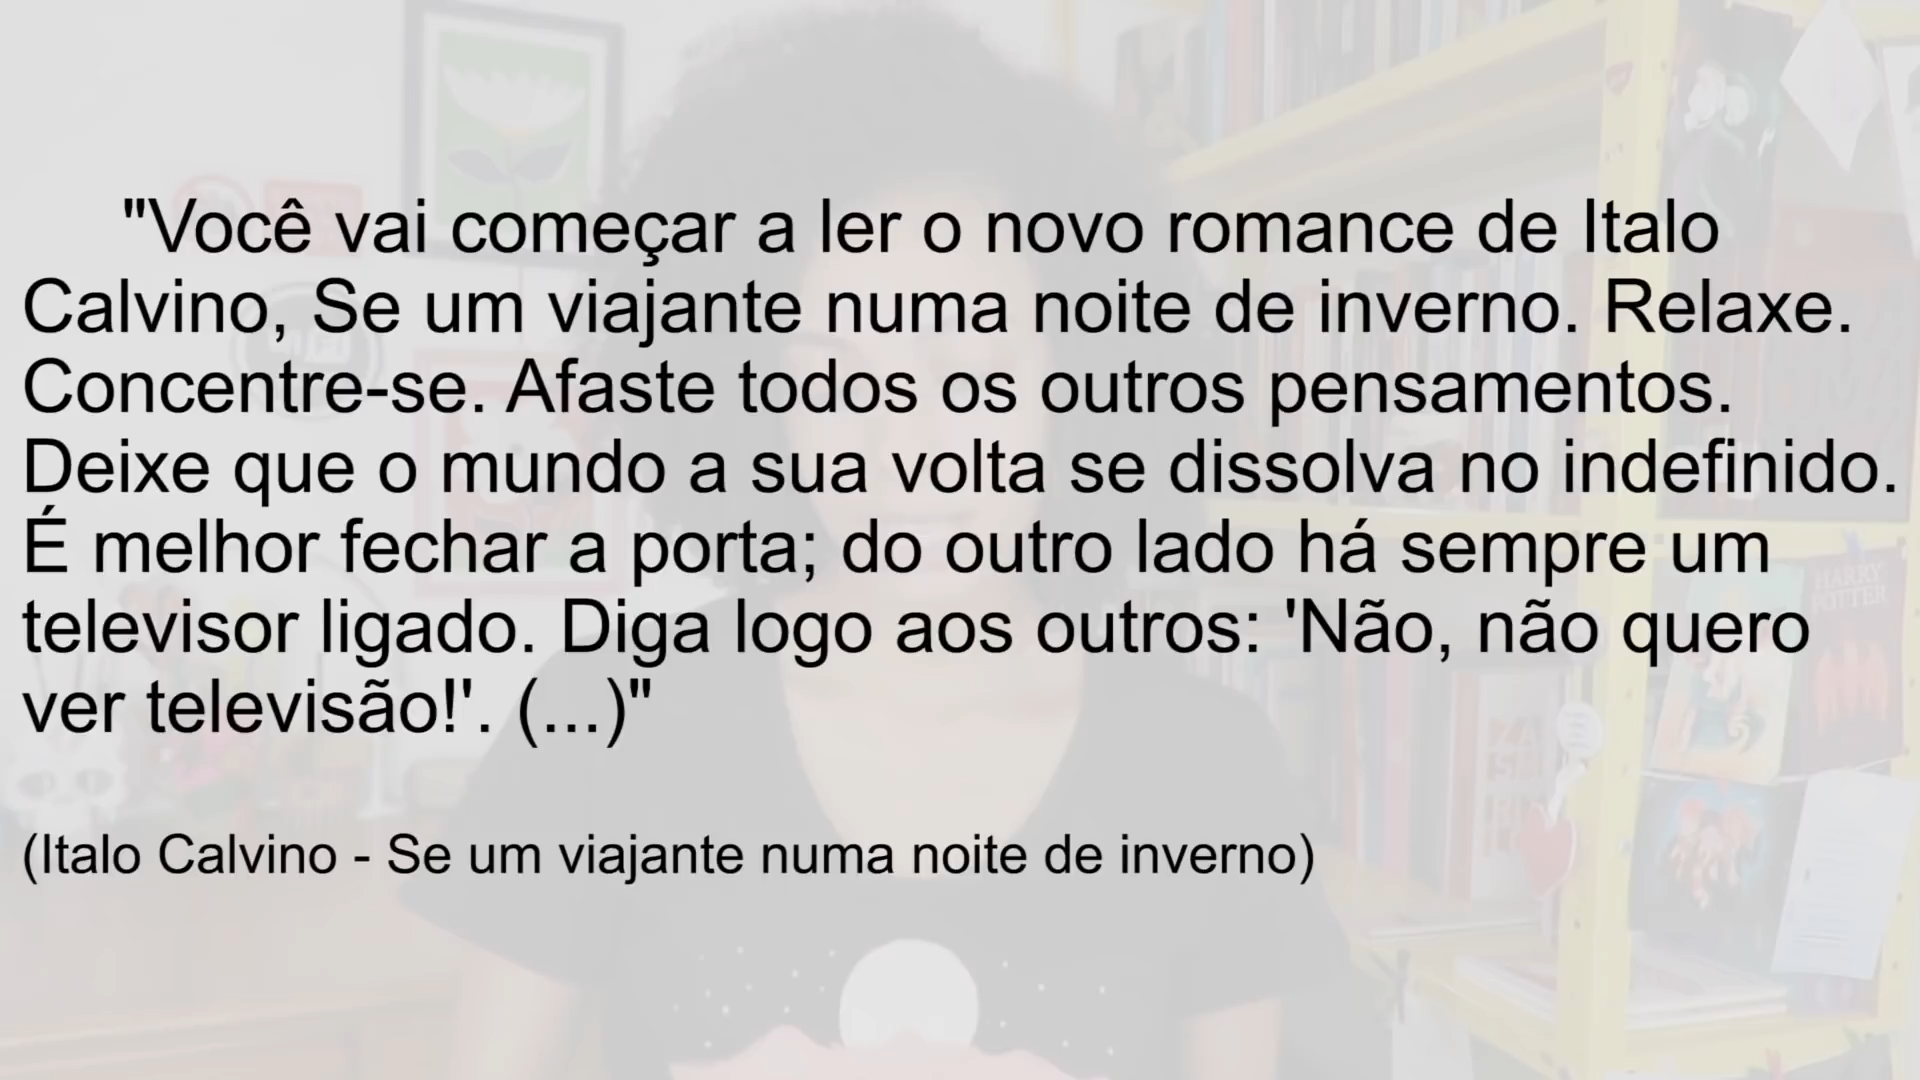 "Você vai começar a ler o novo romance de Italo
Calvino, Se um viajante numa noite de inverno. Relaxe.
Concentre-se. Afaste todos os outros pensamentos.
Deixe que o mundo a sua volta se dissolva no indefinido.
É melhor fechar a porta; do outro lado há sempre um
televisor ligado. Diga logo aos outros: 'Não, não quero
ver televisão!'. (...)"
(Italo Calvino - Se um viajante numa noite de inverno)
HARRY
POTTER